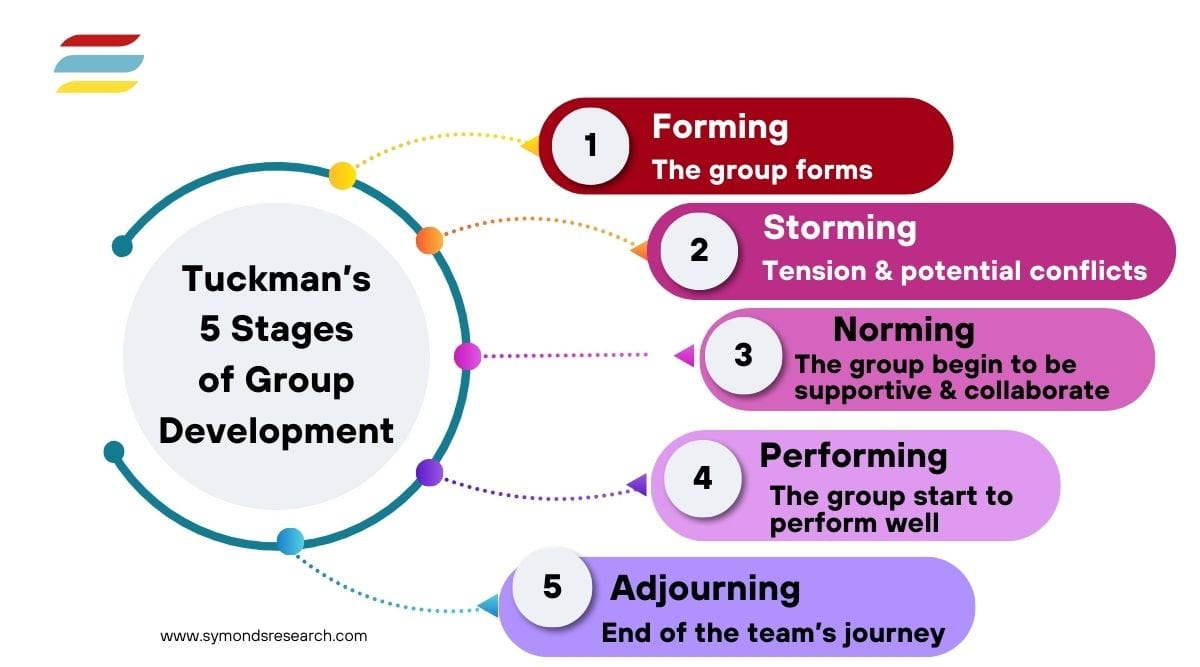 Tuckman's
5 Stages
of Group
Development
1
Forming
The group forms
2
Storming
Tension & potential conflicts
3
Norming
The group begin to be
supportive & collaborate
4
Performing
The group start to
perform well
5
Adjourning
End of the team's journey
www.symondsresearch.com